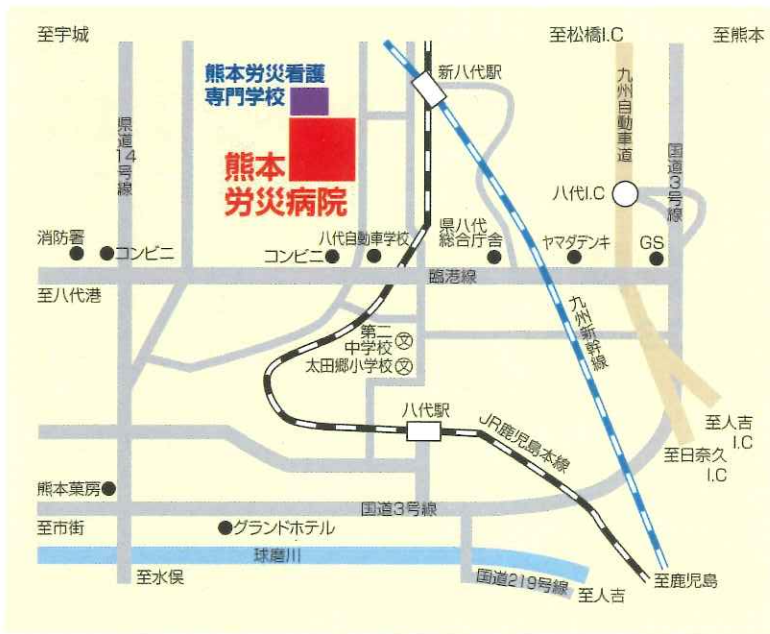 至宇城
至松橋I.C
至熊本
熊本労災看護
専門学校
新八代駅
九州自動車道
県道14号線
国道3号線
熊本
労災病院
八代I.C
消防署
コンビニ
コンビニ
八代自動車学校
県八代
総合庁舎
ヤマダデンキ
GS
臨港線
至八代港
九州新幹線
第二
中学校
文
太田郷小学校
文
八代駅
JR鹿児島本線
至人吉
I.C
至日奈久
I.C
熊本菓房
国道3号線
至市街
グランドホテル
球磨川
至水俣
国道219号線
至人吉
至鹿児島